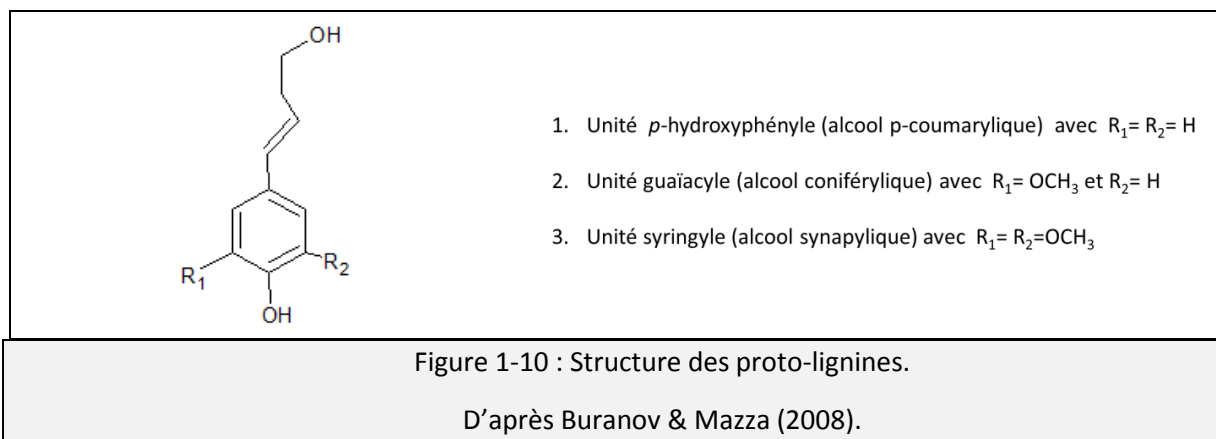 OH
1. Unité p-hydroxyphényle (alcool p-coumarylique) avec R₁= R₂= H
2. Unité guaïacyle (alcool coniférylique) avec R₁= OCH₃ et R₂= H
3. Unité syringyle (alcool synapylique) avec R₁= R₂=OCH₃
R₁
R₂
OH
Figure 1-10 : Structure des proto-lignines.
D’après Buranov & Mazza (2008).